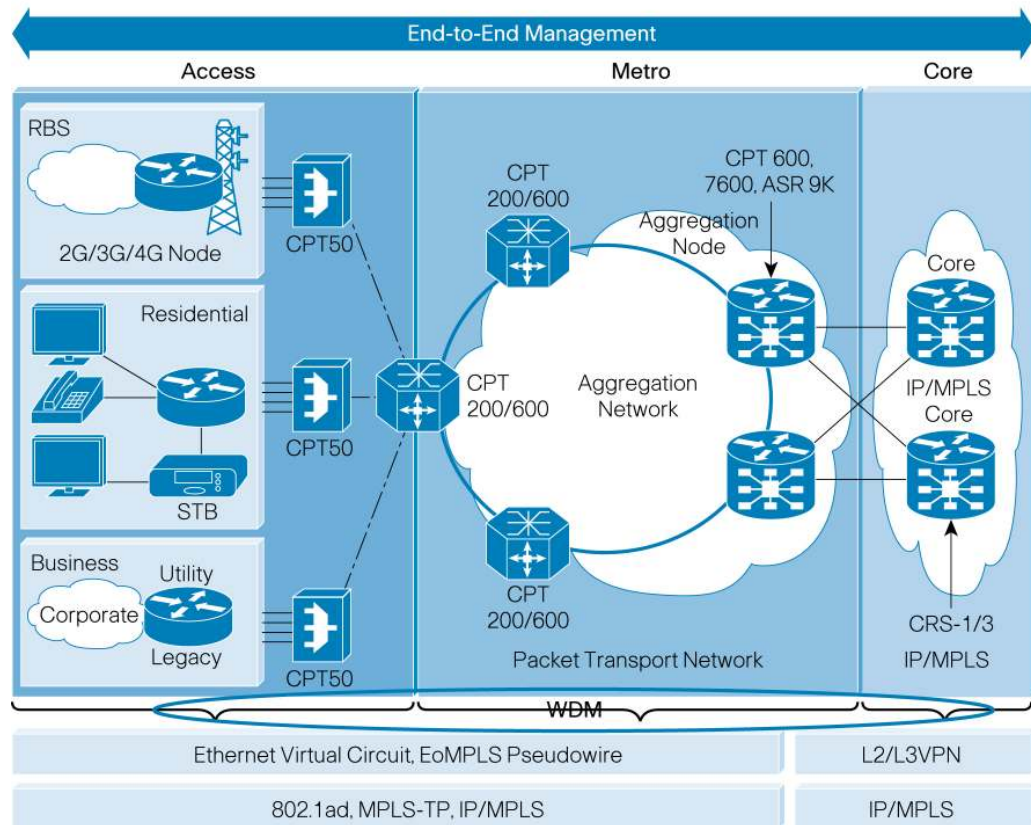 End-to-End Management
Access
Metro
Core
RBS
2G/3G/4G Node
CPT50
Residential
STB
CPT50
Business
Corporate
Utility
Legacy
CPT50
CPT
200/600
CPT
200/600
CPT
200/600
CPT 600,
7600, ASR 9K
Aggregation
Node
Aggregation
Network
Packet Transport Network
Core
IP/MPLS
Core
CRS-1/3
IP/MPLS
WDM
Ethernet Virtual Circuit, EoMPLS Pseudowire
L2/L3VPN
802.1ad, MPLS-TP, IP/MPLS
IP/MPLS